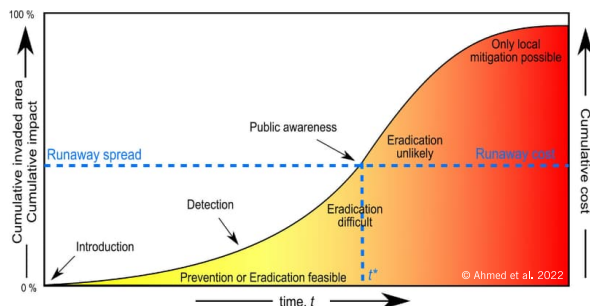 100 %
Only local
mitigation possible
Public awareness
Eradication
unlikely
Runaway spread
Runaway cost
Detection
Eradication
difficult
Introduction
Prevention or Eradication feasible
t*
© Ahmed et al. 2022
0 %
time, t
Cumulative invaded area
Cumulative impact
Cumulative
cost